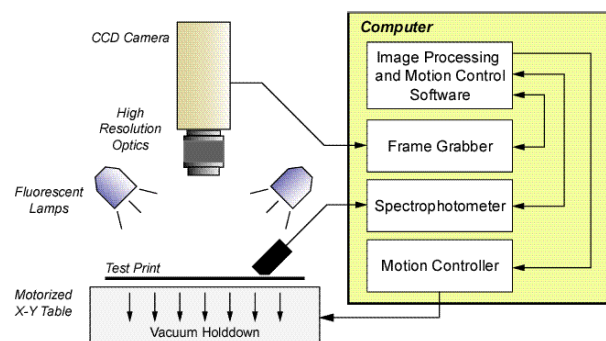 CCD Camera
High
Resolution
Optics
Fluorescent
Lamps
Test Print
Motorized
X-Y Table
Vacuum Holddown
Computer
Image Processing
and Motion Control
Software
Frame Grabber
Spectrophotometer
Motion Controller